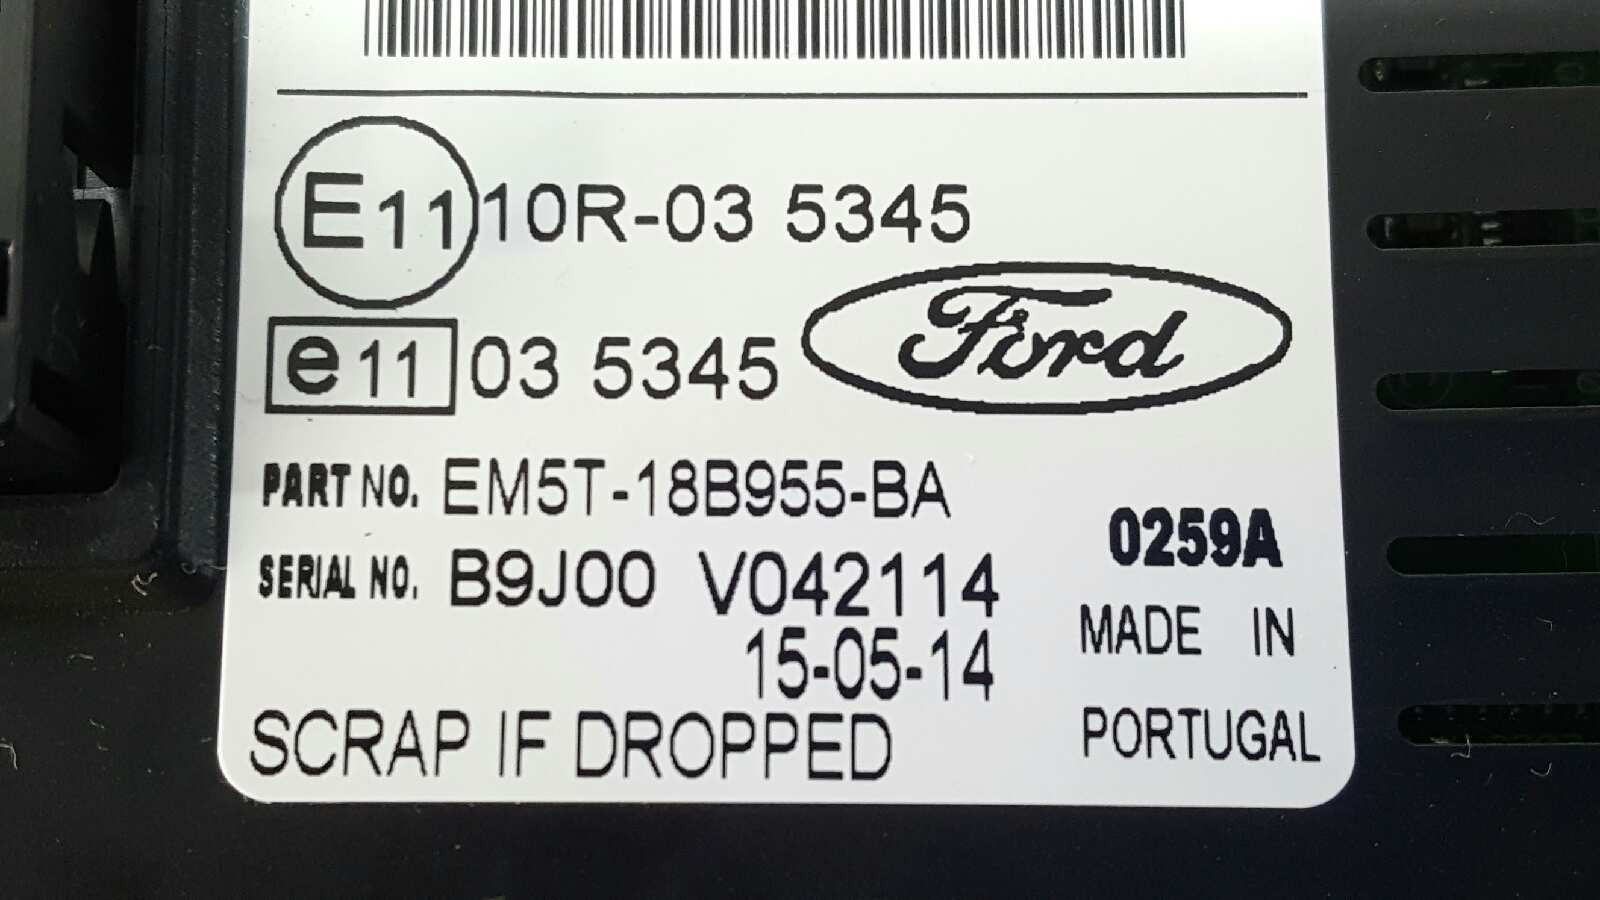 E11 10R-03 5345
e11 03 5345
Ford
PART NO. EM5T-18B955-BA
0259A
SERIAL NO. B9J00 V042114
MADE IN
15-05-14
SCRAP IF DROPPED
PORTUGAL